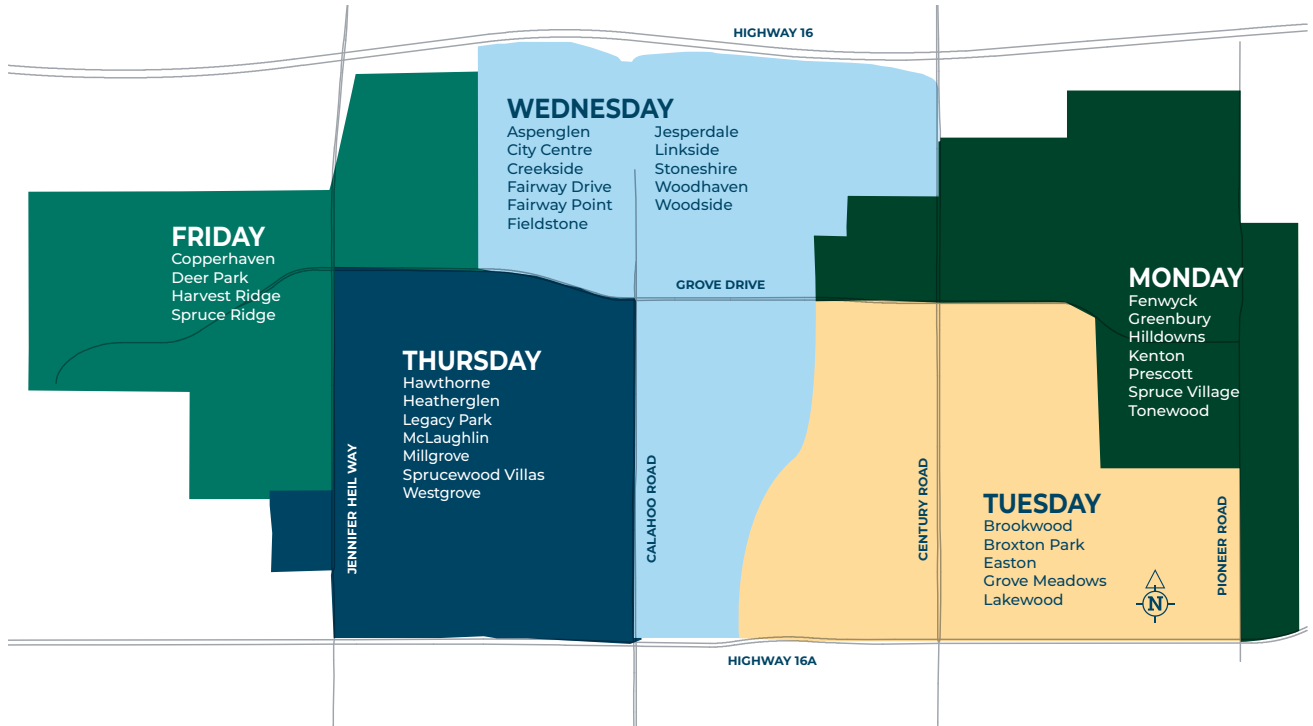 HIGHWAY 16
WEDNESDAY
Aspenglen
City Centre
Creekside
Fairway Drive
Fairway Point
Fieldstone
Jesperdale
Linkside
Stoneshire
Woodhaven
Woodside
FRIDAY
Copperhaven
Deer Park
Harvest Ridge
Spruce Ridge
GROVE DRIVE
MONDAY
Fenwyck
Greenbury
Hilldowns
Kenton
Prescott
Spruce Village
Tonewood
THURSDAY
Hawthorne
Heatherglen
Legacy Park
McLaughlin
Millgrove
Sprucewood Villas
Westgrove
JENNIFER HEIL WAY
CALAHOO ROAD
CENTURY ROAD
TUESDAY
Brookwood
Broxton Park
Easton
Grove Meadows
Lakewood
N
PIONEER ROAD
HIGHWAY 16A